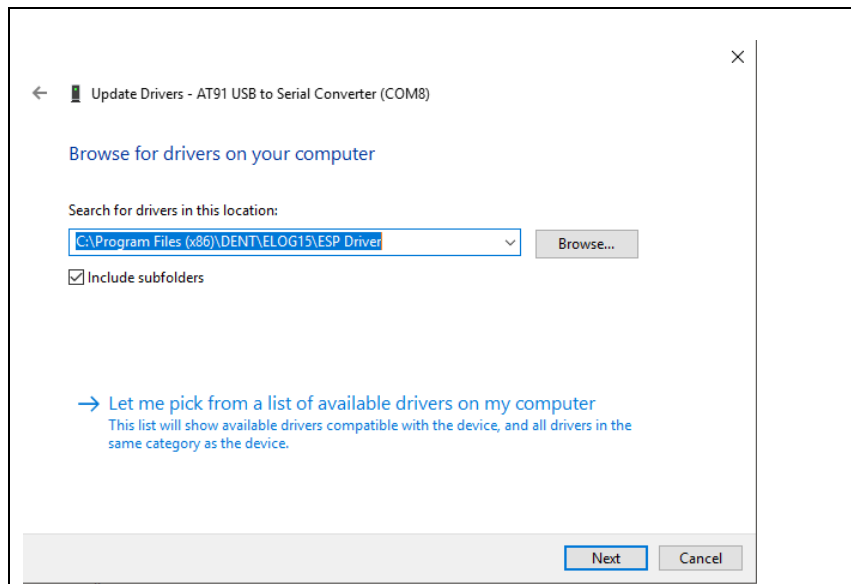 Update Drivers - AT91 USB to Serial Converter (COM8)
Browse for drivers on your computer
Search for drivers in this location:
C:\Program Files (x86)\DENT\ELOG15\ESP Driver
Browse...
Include subfolders
Let me pick from a list of available drivers on my computer
This list will show available drivers compatible with the device, and all drivers in the
same category as the device.
Next
Cancel